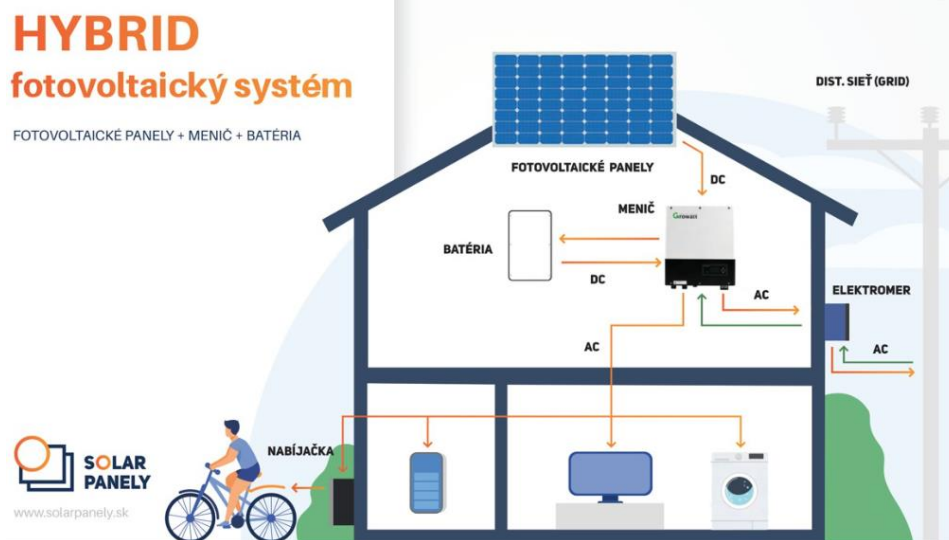 HYBRID
fotovoltaický systém
FOTOVOLTAICKÉ PANELY + MENIČ + BATÉRIA
DIST. SIEŤ (GRID)
FOTOVOLTAICKÉ PANELY
DC
MENIČ
Growatt
BATÉRIA
DC
AC
ELEKTROMER
AC
AC
NABÍJAČKA
SOLAR
PANELY
www.solarpanely.sk